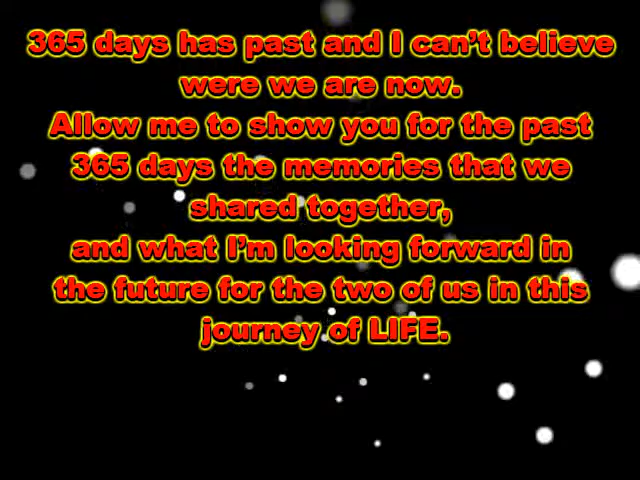 365 days has past and I can't believe
were we are now.
Allow me to show you for the past
365 days the memories that we
shared together,
and what I'm looking forward in
the future for the two of us in this
journey of LIFE.